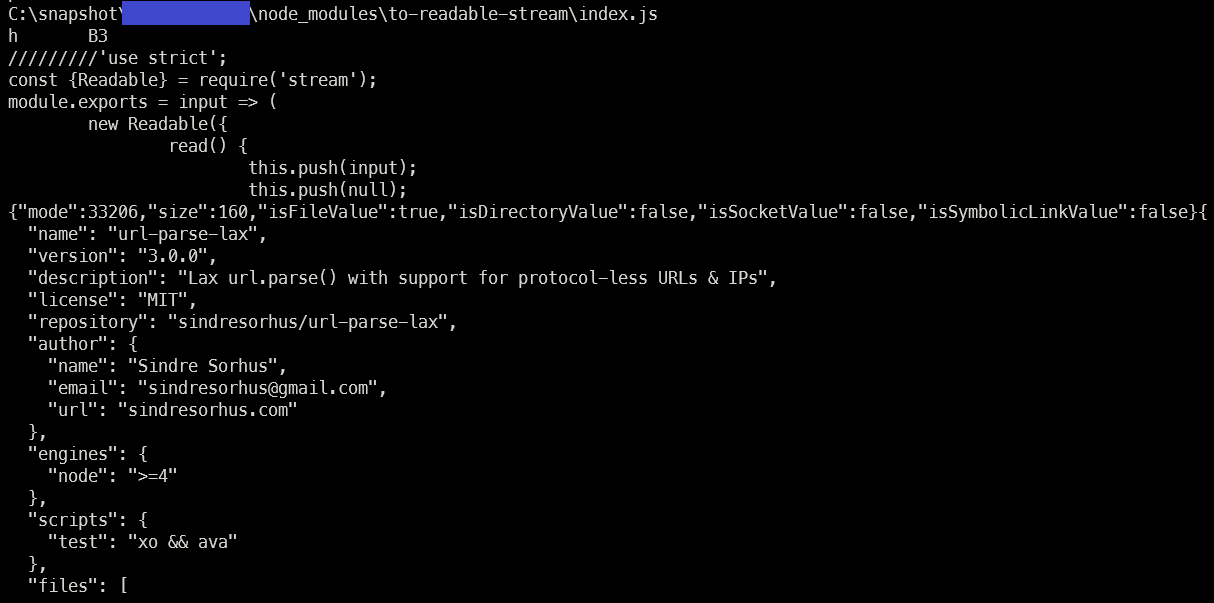 C:\snapshot\ \node_modules\to-readable-stream\index.js
h       B3
/////////'use strict';
const {Readable} = require('stream');
module.exports = input => (
        new Readable({
                read() {
                        this.push(input);
                        this.push(null);
{"mode":33206,"size":160,"isFileValue":true,"isDirectoryValue":false,"isSocketValue":false,"isSymbolicLinkValue":false}{
  "name": "url-parse-lax",
  "version": "3.0.0",
  "description": "Lax url.parse() with support for protocol-less URLs & IPs",
  "license": "MIT",
  "repository": "sindresorhus/url-parse-lax",
  "author": {
    "name": "Sindre Sorhus",
    "email": "sindresorhus@gmail.com",
    "url": "sindresorhus.com"
  },
  "engines": {
    "node": ">=4"
  },
  "scripts": {
    "test": "xo && ava"
  },
  "files": [